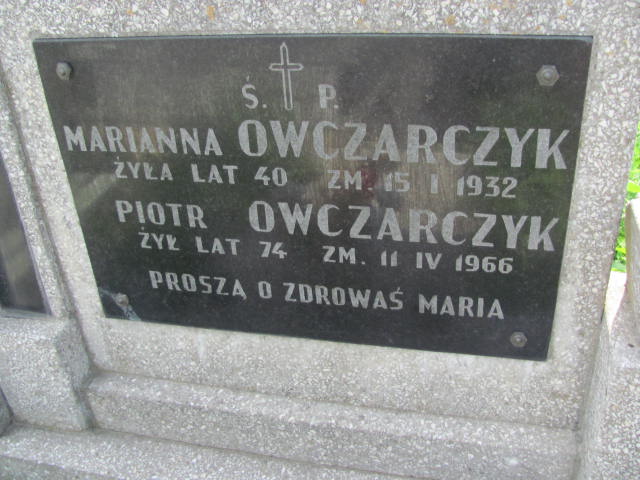 Ś. P.
MARIANNA OWCZARCZYK
ŻYŁA LAT 40 ZM. 15 I 1932
PIOTR OWCZARCZYK
ŻYŁ LAT 74 ZM. 11 IV 1966
PROSZĄ O ZDROWAŚ MARIA